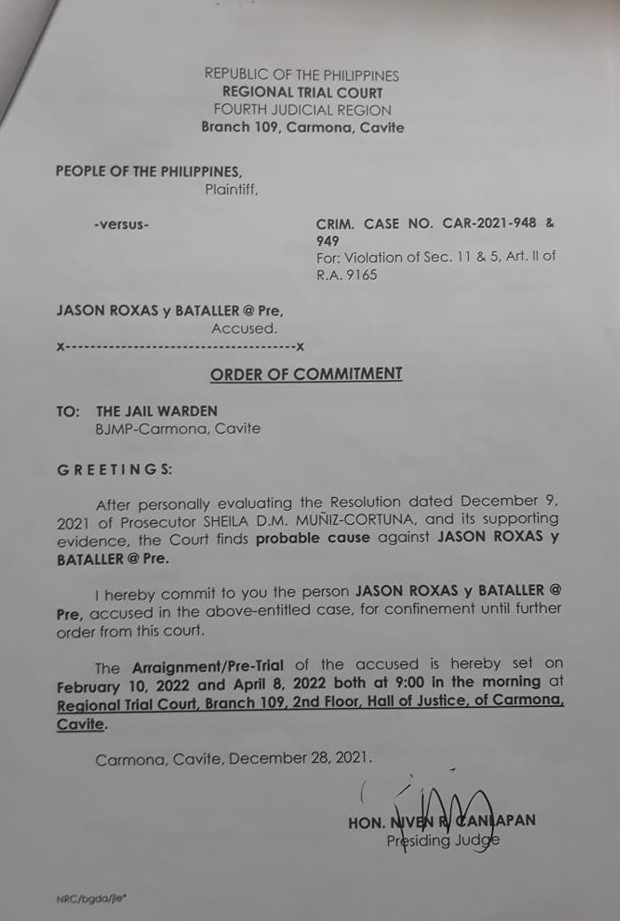 REPUBLIC OF THE PHILIPPINES
REGIONAL TRIAL COURT
FOURTH JUDICIAL REGION
Branch 109, Carmona, Cavite
PEOPLE OF THE PHILIPPINES,
Plaintiff,
-versus-
CRIM. CASE NO. CAR-2021-948 &
949
For: Violation of Sec. 11 & 5, Art. II of
R.A. 9165
JASON ROXAS y BATALLER @ Pre,
Accused.
x-----------------------------------x
ORDER OF COMMITMENT
TO: THE JAIL WARDEN
BJMP-Carmona, Cavite
G R E E T I N G S:
After personally evaluating the Resolution dated December 9,
2021 of Prosecutor SHEILA D.M. MUÑIZ-CORTUNA, and its supporting
evidence, the Court finds probable cause against JASON ROXAS y
BATALLER @ Pre.
I hereby commit to you the person JASON ROXAS y BATALLER @
Pre, accused in the above-entitled case, for confinement until further
order from this court.
The Arraignment/Pre-Trial of the accused is hereby set on
February 10, 2022 and April 8, 2022 both at 9:00 in the morning at
Regional Trial Court, Branch 109, 2nd Floor, Hall of Justice, of Carmona,
Cavite.
Carmona, Cavite, December 28, 2021.
HON. NIVEN R. CANLAPAN
Presiding Judge
NRC/bgda/jie*